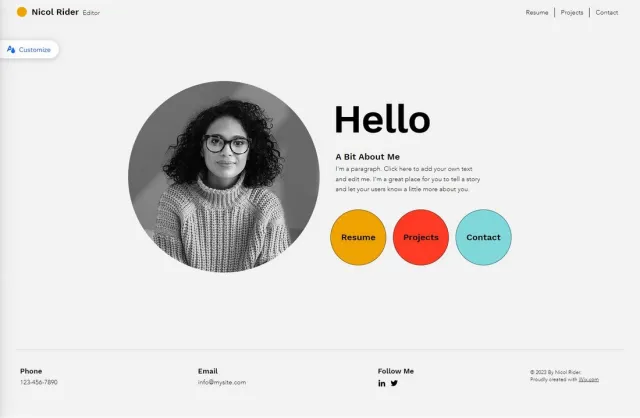 Nicol Rider Editor
Resume Projects Contact
Customize
Hello
A Bit About Me
I'm a paragraph. Click here to add your own text
and edit me. I'm a great place for you to tell a story
and let your users know a little more about you.
Resume Projects Contact
Phone
123-456-7890
Email
info@mysite.com
Follow Me
in
© 2023 By Nicol Rider.
Proudly created with Wix.com